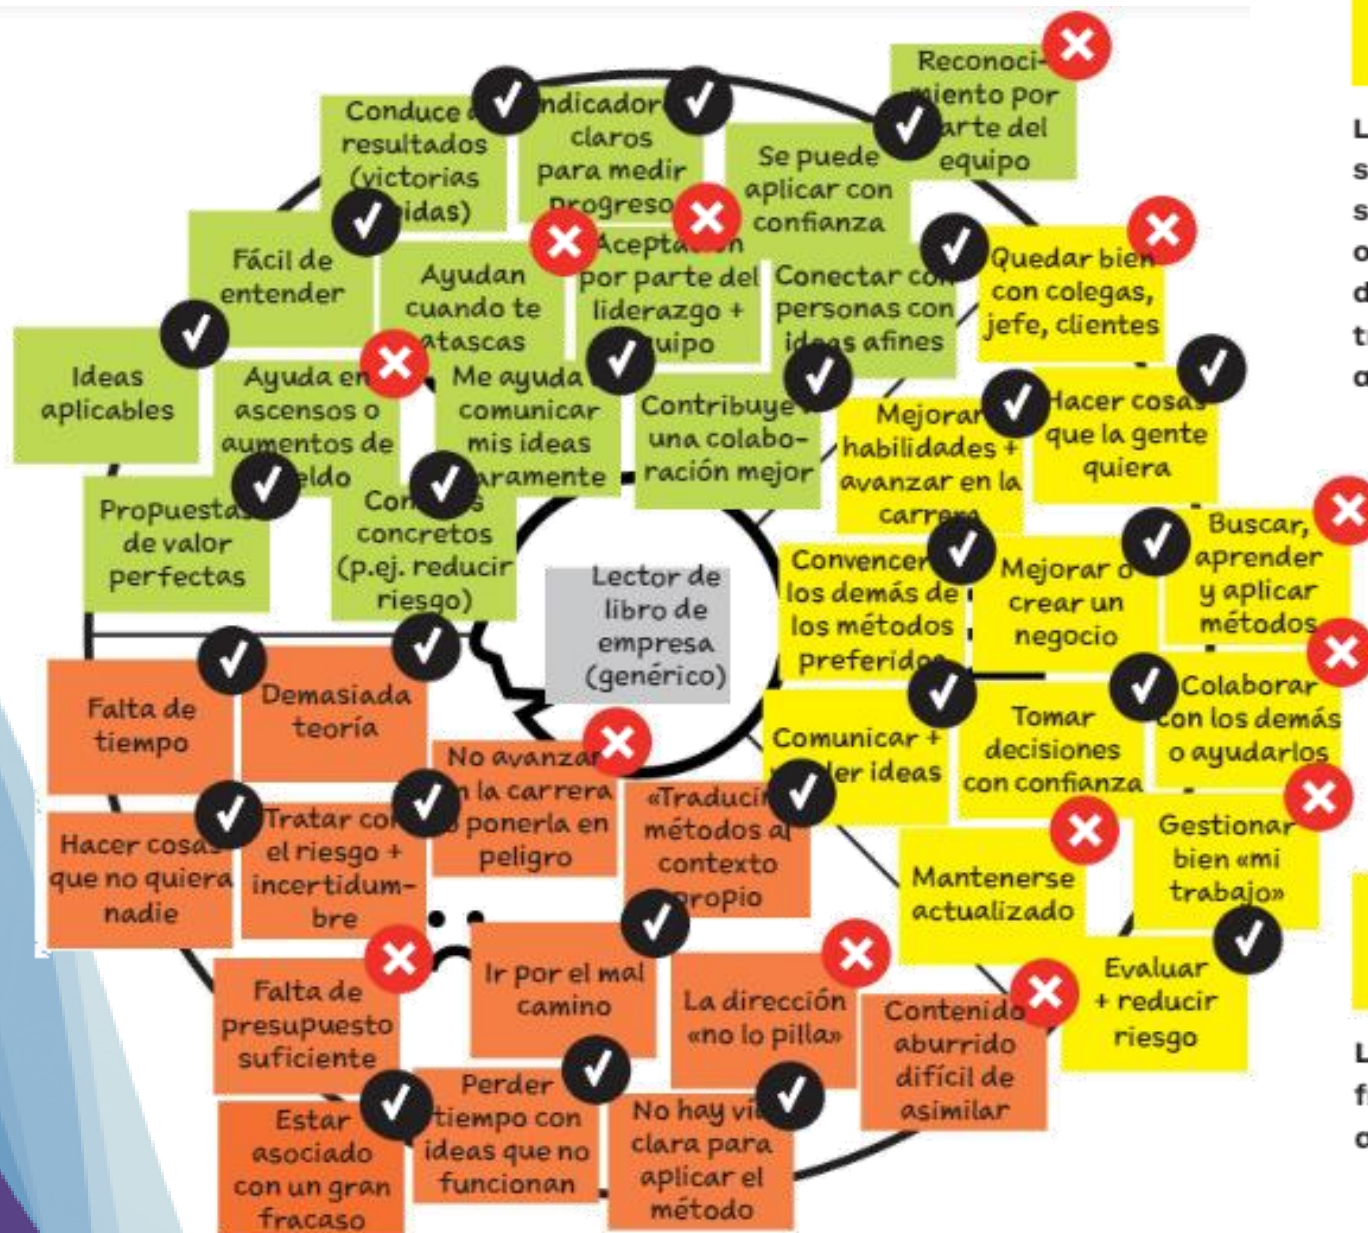 Reconoci-
miento por
parte del
equipo
Conduce a
resultados
(victorias
claros
para medir
progreso
Se puede
aplicar con
confianza
Fácil de
entender
Ayudan
cuando te
atascas
Aceptación
por parte del
liderazgo +
equipo
Conectar con
personas con
ideas afines
Quedar bien
con colegas,
jefe, clientes
Ideas
aplicables
Ayuda en
ascensos o
aumentos de
sueldo
Me ayuda
comunicar
mis ideas
claramente
Contribuye
una colabo-
ración mejor
Mejorar
habilidades +
avanzar en la
carrera
Hacer cosas
que la gente
quiera
Propuestas
de valor
perfectas
concretos
(p.ej. reducir
riesgo)
Lector de
libro de
empresa
(genérico)
Convencer
los demás de
los métodos
preferidos
Mejorar o
crear un
negocio
Buscar,
aprender
y aplicar
métodos
Falta de
tiempo
Demasiada
teoría
No avanzar
en la carrera
o ponerla en
peligro
«Traducir»
métodos al
contexto
propio
Comunicar +
vender ideas
Tomar
decisiones
con confianza
Colaborar
con los demás
o ayudarlos
Hacer cosas
que no quiera
nadie
Tratar con
el riesgo +
incertidum-
bre
Mantenerse
actualizado
Gestionar
bien «mi
trabajo»
Falta de
presupuesto
suficiente
Ir por el mal
camino
La dirección
«no lo pilla»
Contenido
aburrido
difícil de
asimilar
Evaluar
+ reducir
riesgo
Estar
asociado
con un gran
fracaso
Perder
tiempo con
ideas que no
funcionan
No hay vía
clara para
aplicar el
método